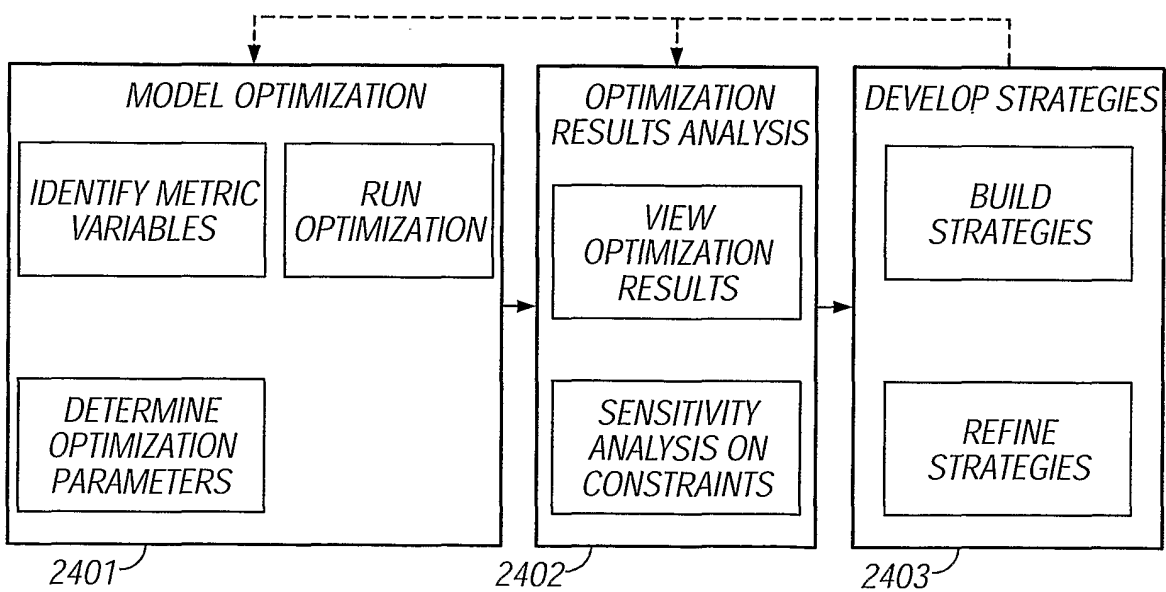 MODEL OPTIMIZATION
IDENTIFY METRIC
VARIABLES
RUN
OPTIMIZATION
DETERMINE
OPTIMIZATION
PARAMETERS
2401
OPTIMIZATION
RESULTS ANALYSIS
VIEW
OPTIMIZATION
RESULTS
SENSITIVITY
ANALYSIS ON
CONSTRAINTS
2402
DEVELOP STRATEGIES
BUILD
STRATEGIES
REFINE
STRATEGIES
2403